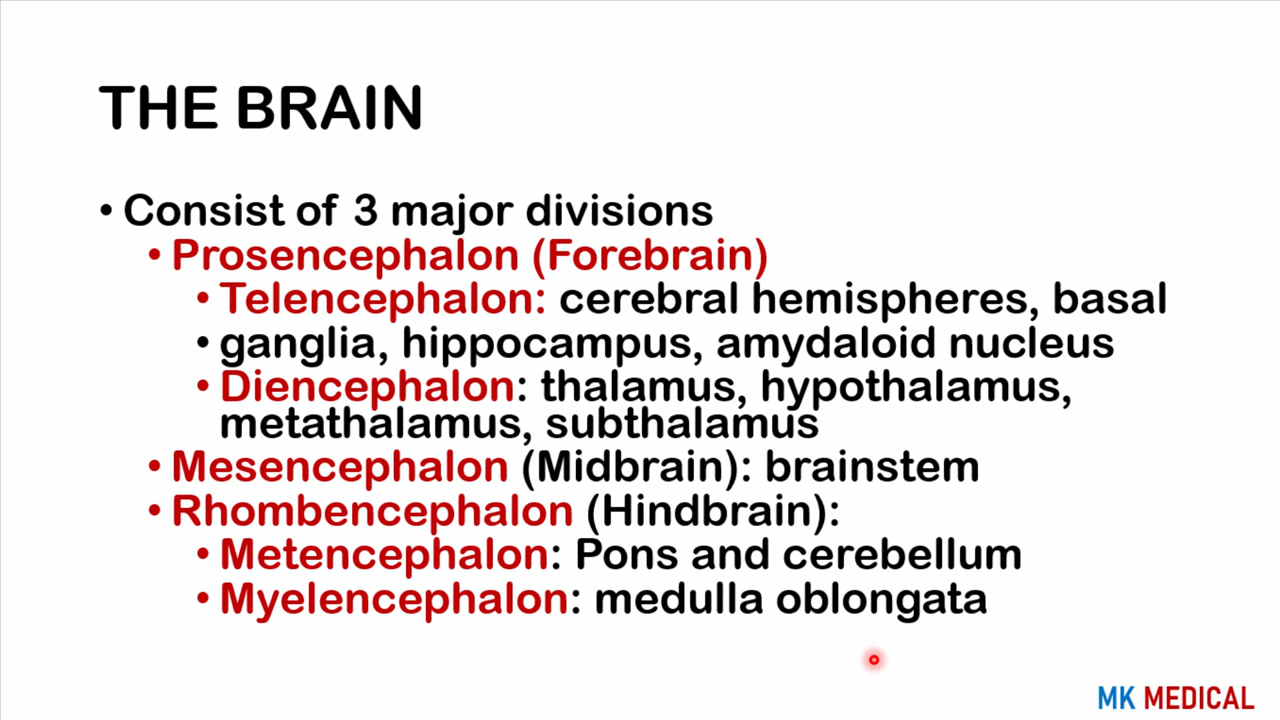 THE BRAIN
• Consist of 3 major divisions
• Prosencephalon (Forebrain)
• Telencephalon: cerebral hemispheres, basal
• ganglia, hippocampus, amydaloid nucleus
• Diencephalon: thalamus, hypothalamus,
metathalamus, subthalamus
• Mesencephalon (Midbrain): brainstem
• Rhombencephalon (Hindbrain):
• Metencephalon: Pons and cerebellum
• Myelencephalon: medulla oblongata
MK MEDICAL